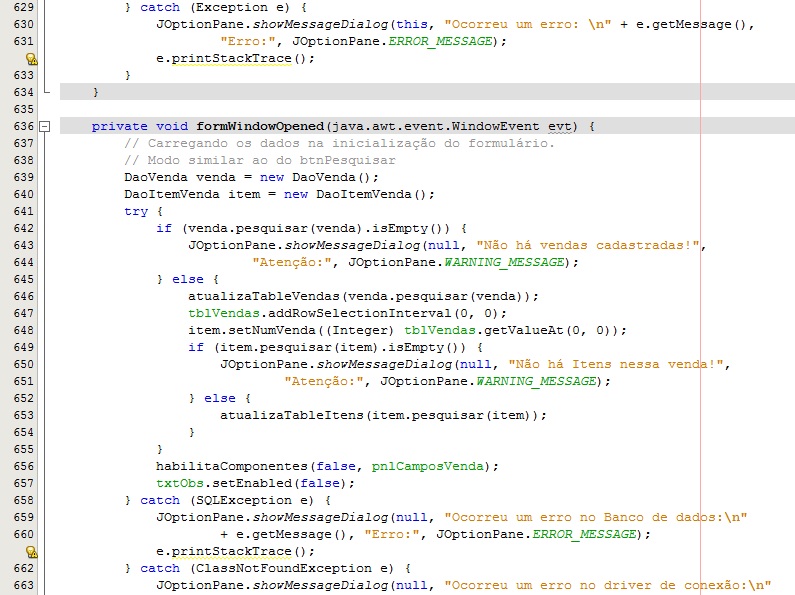 629 } catch (Exception e) {
630 JOptionPane.showMessageDialog(this, "Ocorreu um erro: \n" + e.getMessage(),
631 "Erro:", JOptionPane.ERROR_MESSAGE);
e.printStackTrace();
633 }
634 }
635
636 private void formWindowOpened(java.awt.event.WindowEvent evt) {
637 // Carregando os dados na inicialização do formulário.
638 // Modo similar ao do btnPesquisar
639 DaoVenda venda = new DaoVenda();
640 DaoItemVenda item = new DaoItemVenda();
641 try {
642 if (venda.pesquisar(venda).isEmpty()) {
643 JOptionPane.showMessageDialog(null, "Não há vendas cadastradas!",
644 "Atenção:", JOptionPane.WARNING_MESSAGE);
645 } else {
646 atualizaTableVendas(venda.pesquisar(venda));
647 tblVendas.addRowSelectionInterval(0, 0);
648 item.setNumVenda((Integer) tblVendas.getValueAt(0, 0));
649 if (item.pesquisar(item).isEmpty()) {
650 JOptionPane.showMessageDialog(null, "Não há Itens nessa venda!",
651 "Atenção:", JOptionPane.WARNING_MESSAGE);
652 } else {
653 atualizaTableItens(item.pesquisar(item));
654 }
655 }
656 habilitaComponentes(false, pnlCamposVenda);
657 txtObs.setEnabled(false);
658 } catch (SQLException e) {
659 JOptionPane.showMessageDialog(null, "Ocorreu um erro no Banco de dados:\n"
660 + e.getMessage(), "Erro:", JOptionPane.ERROR_MESSAGE);
e.printStackTrace();
662 } catch (ClassNotFoundException e) {
663 JOptionPane.showMessageDialog(null, "Ocorreu um erro no driver de conexão:\n"